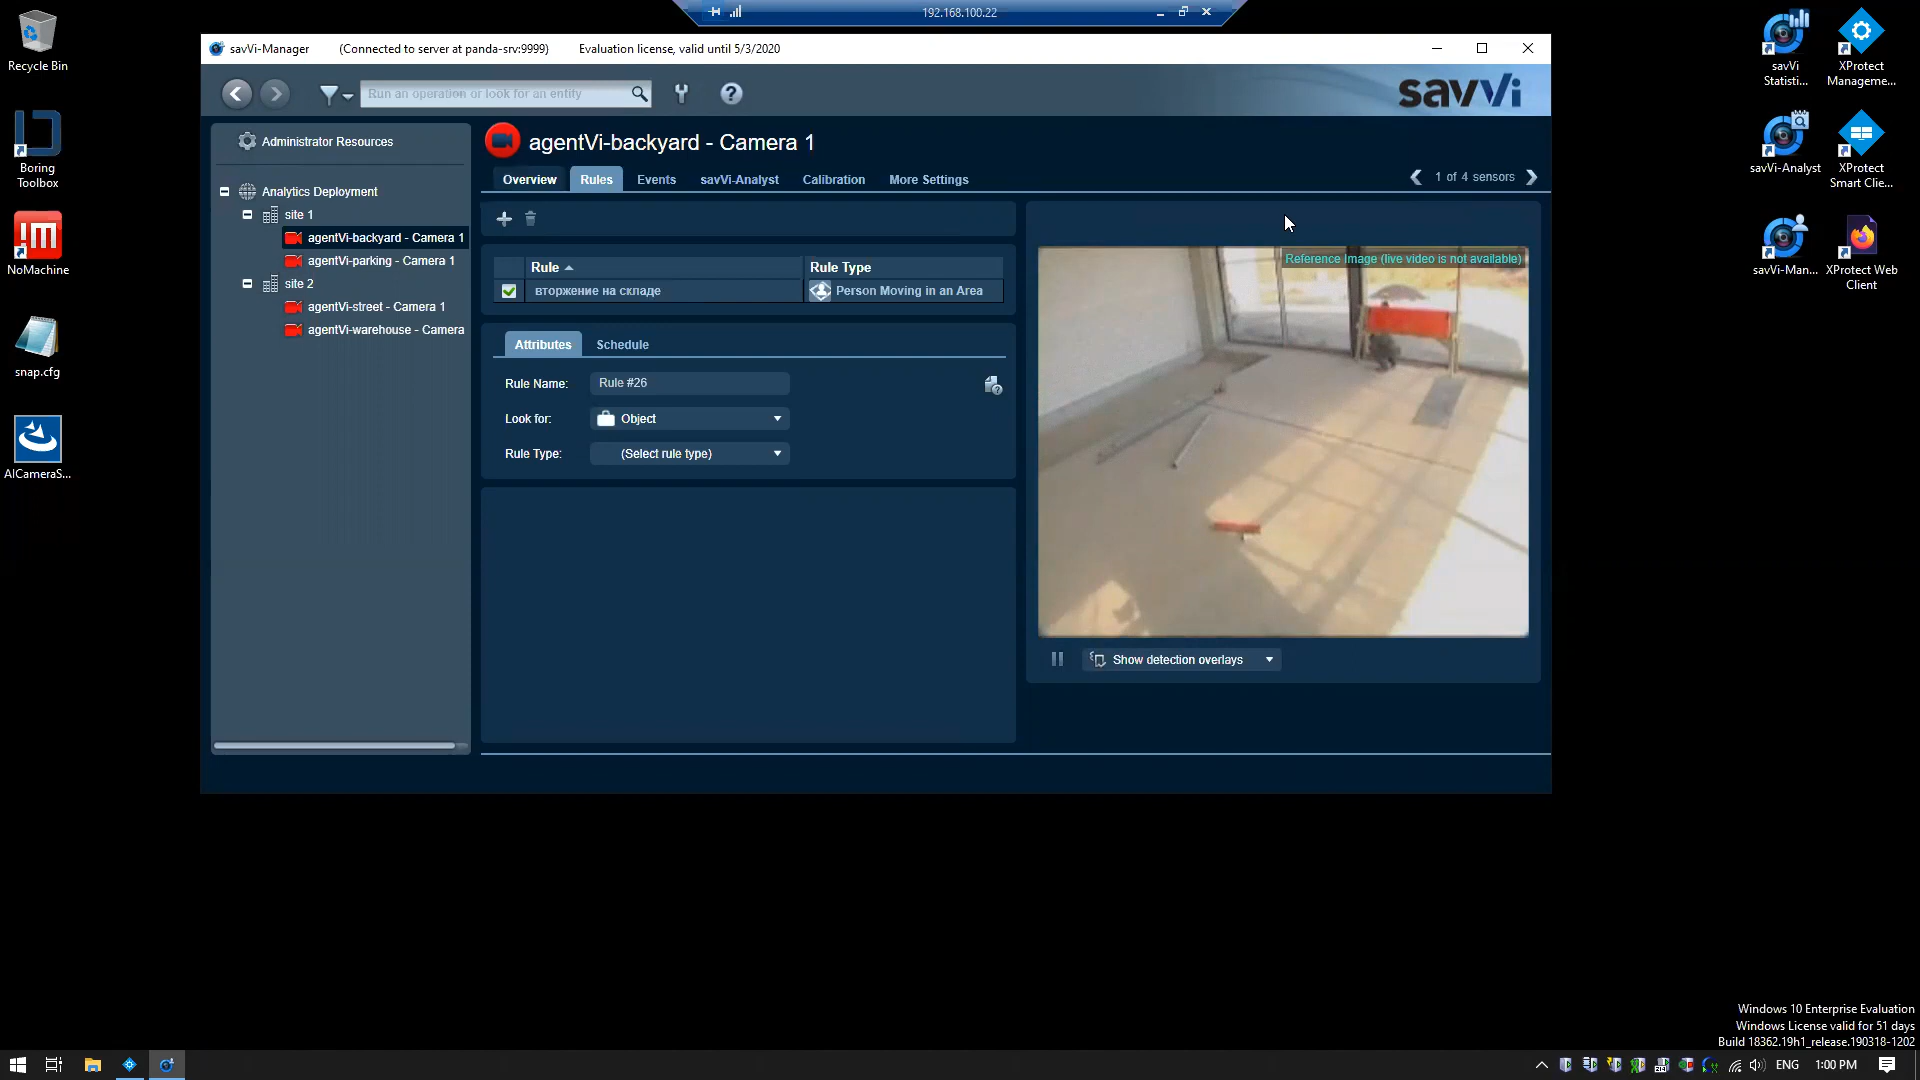 192.168.100.22
Recycle Bin
Boring
Toolbox
NoMachine
snap.cfg
AICameraS...
savVi-Manager (Connected to server at panda-srv:9999) Evaluation license, valid until 5/3/2020
Run an operation or look for an entity
savVi
Administrator Resources
Analytics Deployment
site 1
agentVi-backyard - Camera 1
agentVi-parking - Camera 1
site 2
agentVi-street - Camera 1
agentVi-warehouse - Camera
agentVi-backyard - Camera 1
Overview Rules Events savVi-Analyst Calibration More Settings
1 of 4 sensors
Rule Rule Type
вторжение на складе Person Moving in an Area
Attributes Schedule
Rule Name: Rule #26
Look for: Object
Rule Type: (Select rule type)
Reference Image (live video is not available)
Show detection overlays
savVi
Statisti...
XProtect
Manageme...
savVi-Analyst
XProtect
Smart Clie...
savVi-Man...
XProtect Web
Client
Windows 10 Enterprise Evaluation
Windows License valid for 51 days
Build 18362.19h1_release.190318-1202
ENG 1:00 PM